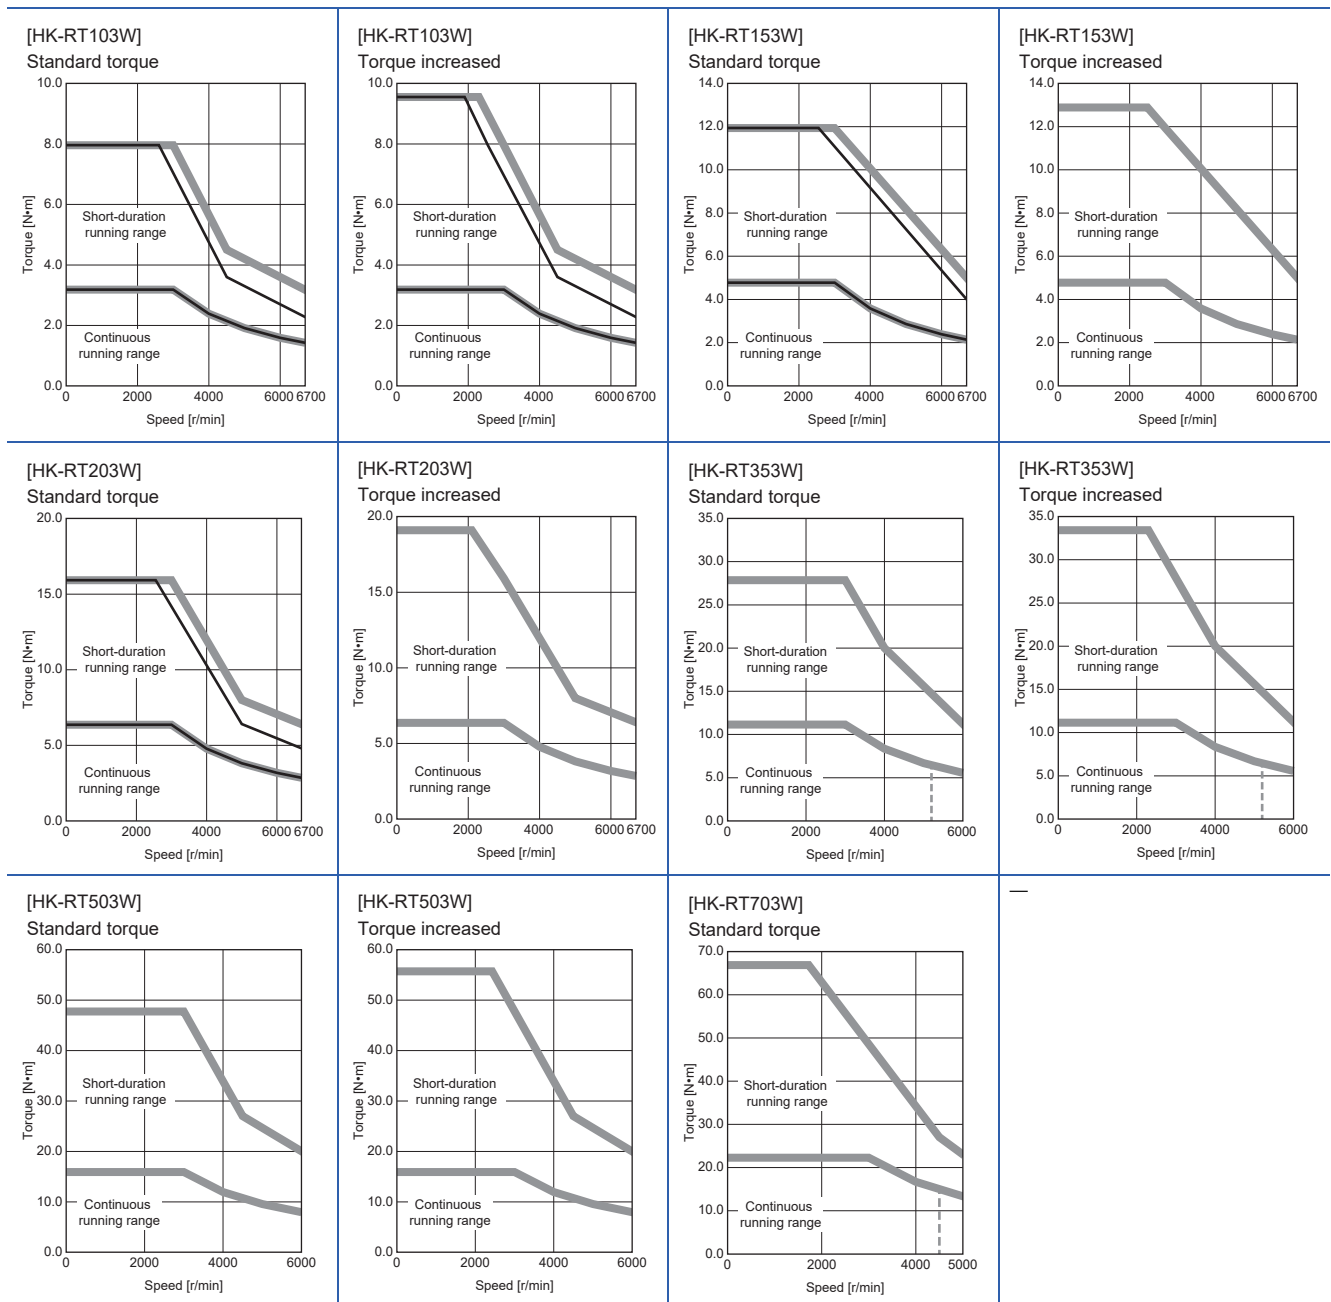 [HK-RT103W]
Standard torque
10.0
8.0
6.0
4.0
2.0
0.0
Torque [N•m]
Short-duration
running range
Continuous
running range
0 2000 4000 6000 6700
Speed [r/min]
[HK-RT103W]
Torque increased
10.0
8.0
6.0
4.0
2.0
0.0
Torque [N•m]
Short-duration
running range
Continuous
running range
0 2000 4000 6000 6700
Speed [r/min]
[HK-RT153W]
Standard torque
14.0
12.0
10.0
8.0
6.0
4.0
2.0
0.0
Torque [N•m]
Short-duration
running range
Continuous
running range
0 2000 4000 6000 6700
Speed [r/min]
[HK-RT153W]
Torque increased
14.0
12.0
10.0
8.0
6.0
4.0
2.0
0.0
Torque [N•m]
Short-duration
running range
Continuous
running range
0 2000 4000 6000 6700
Speed [r/min]
[HK-RT203W]
Standard torque
20.0
15.0
10.0
5.0
0.0
Torque [N•m]
Short-duration
running range
Continuous
running range
0 2000 4000 6000 6700
Speed [r/min]
[HK-RT203W]
Torque increased
20.0
15.0
10.0
5.0
0.0
Torque [N•m]
Short-duration
running range
Continuous
running range
0 2000 4000 6000 6700
Speed [r/min]
[HK-RT353W]
Standard torque
35.0
30.0
25.0
20.0
15.0
10.0
5.0
0.0
Torque [N•m]
Short-duration
running range
Continuous
running range
0 2000 4000 6000
Speed [r/min]
[HK-RT353W]
Torque increased
35.0
30.0
25.0
20.0
15.0
10.0
5.0
0.0
Torque [N•m]
Short-duration
running range
Continuous
running range
0 2000 4000 6000
Speed [r/min]
[HK-RT503W]
Standard torque
60.0
50.0
40.0
30.0
20.0
10.0
0.0
Torque [N•m]
Short-duration
running range
Continuous
running range
0 2000 4000 6000
Speed [r/min]
[HK-RT503W]
Torque increased
60.0
50.0
40.0
30.0
20.0
10.0
0.0
Torque [N•m]
Short-duration
running range
Continuous
running range
0 2000 4000 6000
Speed [r/min]
[HK-RT703W]
Standard torque
70.0
60.0
50.0
40.0
30.0
20.0
10.0
0.0
Torque [N•m]
Short-duration
running range
Continuous
running range
0 2000 4000 5000
Speed [r/min]
—